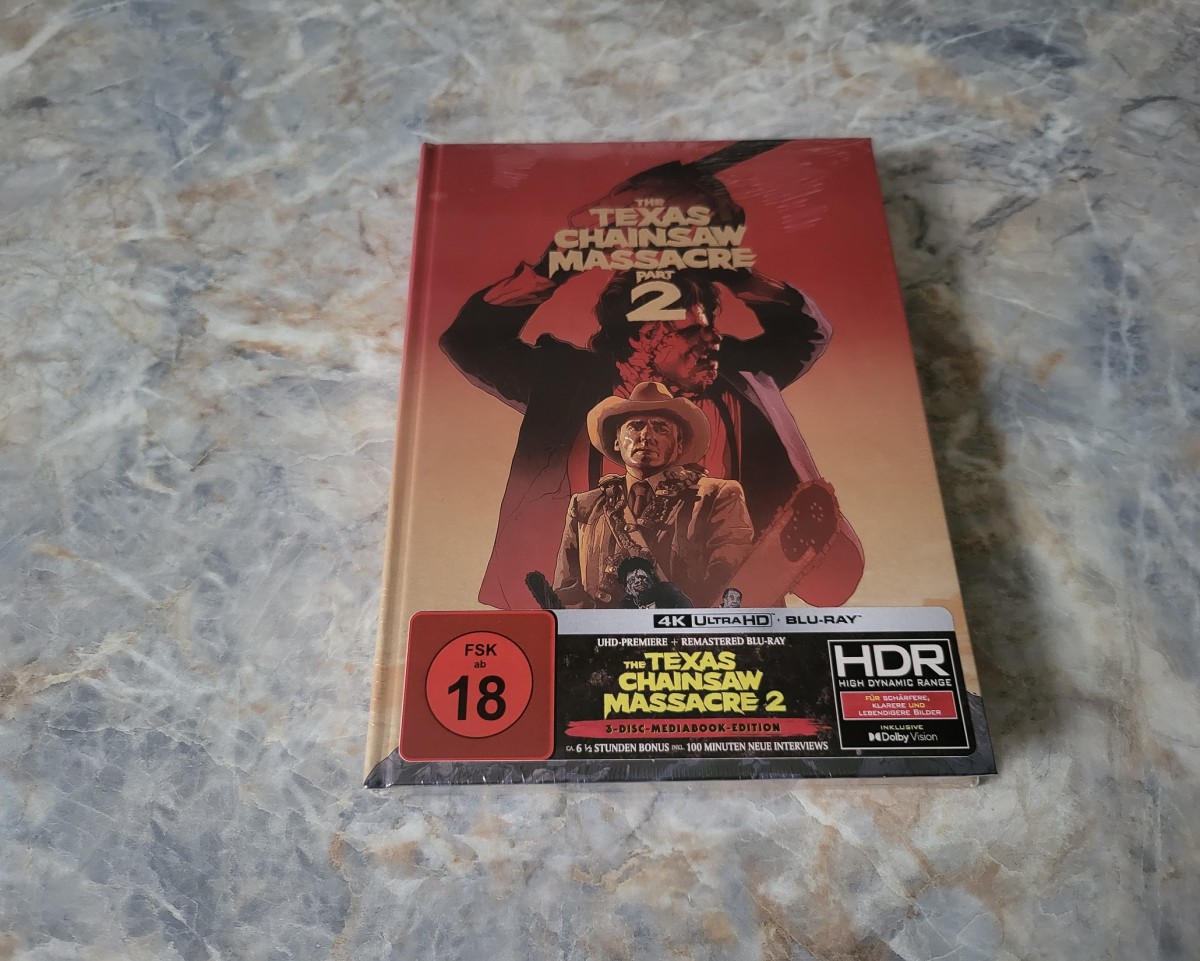 THE
TEXAS
CHAINSAW
MASSACRE
PART
2
4K ULTRA HD · BLU-RAY™
FSK
ab
18
UHD-PREMIERE + REMASTERED BLU-RAY
THE TEXAS
CHAINSAW
MASSACRE 2
3-DISC-MEDIABOOK-EDITION
CA. 6 ½ STUNDEN BONUS INKL. 100 MINUTEN NEUE INTERVIEWS
HDR
HIGH DYNAMIC RANGE
FÜR SCHÄRFERE,
KLARERE UND
LEBENDIGERE BILDER
INKLUSIVE
Dolby Vision